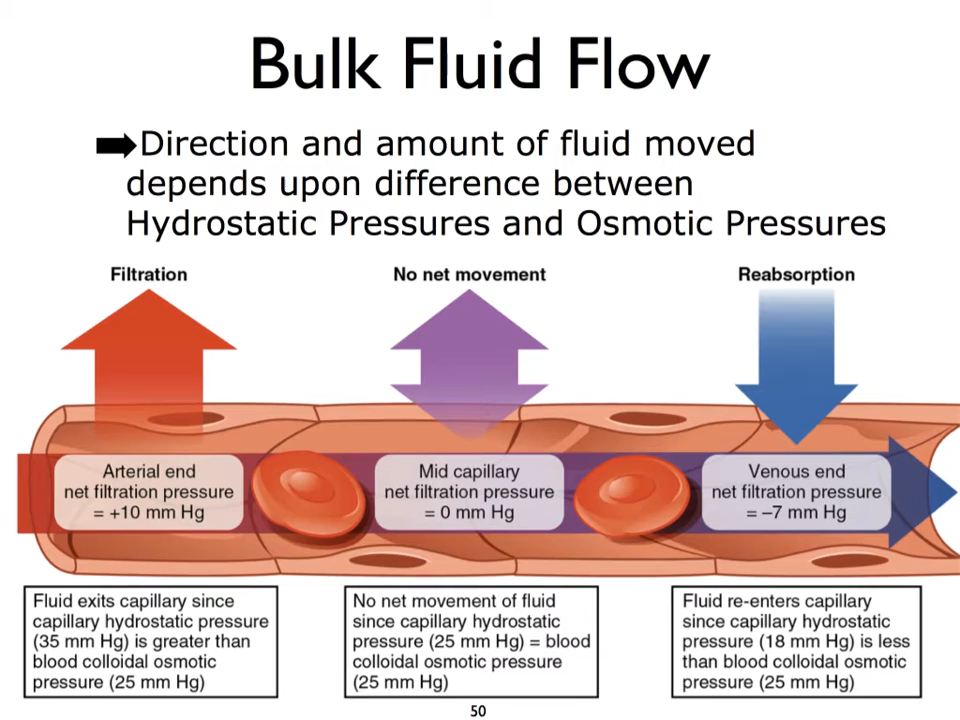 Bulk Fluid Flow
Direction and amount of fluid moved
depends upon difference between
Hydrostatic Pressures and Osmotic Pressures
Filtration
No net movement
Reabsorption
Arterial end
net filtration pressure
= +10 mm Hg
Mid capillary
net filtration pressure
= 0 mm Hg
Venous end
net filtration pressure
= –7 mm Hg
Fluid exits capillary since
capillary hydrostatic pressure
(35 mm Hg) is greater than
blood colloidal osmotic
pressure (25 mm Hg)
No net movement of fluid
since capillary hydrostatic
pressure (25 mm Hg) = blood
colloidal osmotic pressure
(25 mm Hg)
Fluid re-enters capillary
since capillary hydrostatic
pressure (18 mm Hg) is less
than blood colloidal osmotic
pressure (25 mm Hg)
50